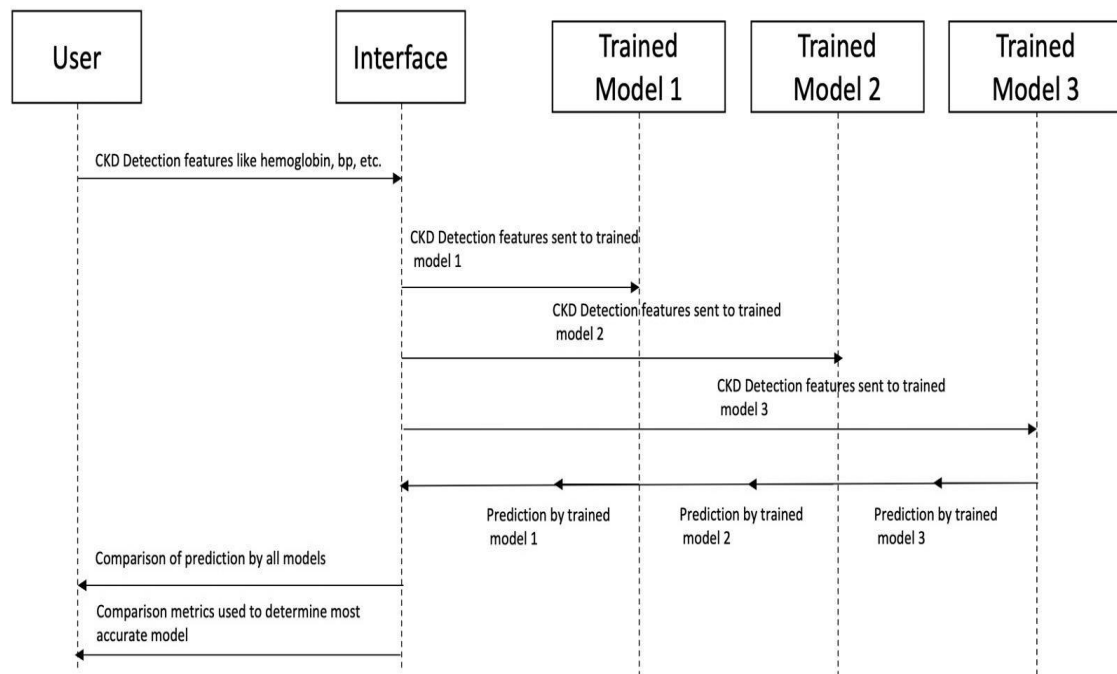 User
Interface
Trained
Model 1
Trained
Model 2
Trained
Model 3
CKD Detection features like hemoglobin, bp, etc.
CKD Detection features sent to trained
model 1
CKD Detection features sent to trained
model 2
CKD Detection features sent to trained
model 3
Prediction by trained
model 1
Prediction by trained
model 2
Prediction by trained
model 3
Comparison of prediction by all models
Comparison metrics used to determine most
accurate model